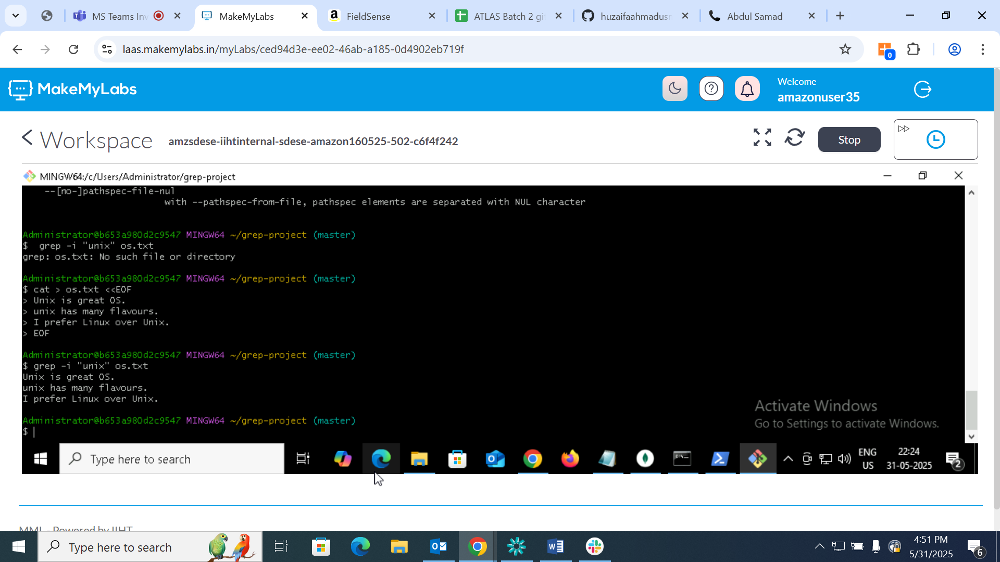 MS Teams Inv
MakeMyLabs
FieldSense
ATLAS Batch 2 gi
huzaifaahmadusr
Abdul Samad
laas.makemylabs.in/myLabs/ced94d3e-ee02-46ab-a185-0d4902eb719f
0
MakeMyLabs
Welcome
amazonuser35
Workspace
amzsdese-iihtinternal-sdese-amazon160525-502-c6f4f242
Stop
MINGW64:/c/Users/Administrator/grep-project
--[no-]pathspec-file-nul
with --pathspec-from-file, pathspec elements are separated with NUL character
Administrator@b653a980d2c9547 MINGW64 ~/grep-project (master)
$  grep -i "unix" os.txt
grep: os.txt: No such file or directory
Administrator@b653a980d2c9547 MINGW64 ~/grep-project (master)
$ cat > os.txt <<EOF
> Unix is great OS.
> unix has many flavours.
> I prefer Linux over Unix.
> EOF
Administrator@b653a980d2c9547 MINGW64 ~/grep-project (master)
$ grep -i "unix" os.txt
Unix is great OS.
unix has many flavours.
I prefer Linux over Unix.
Administrator@b653a980d2c9547 MINGW64 ~/grep-project (master)
$
Activate Windows
Go to Settings to activate Windows.
Type here to search
ENG
US
22:24
31-05-2025
2
MML - Powered by IIHT
Type here to search
4:51 PM
5/31/2025
6